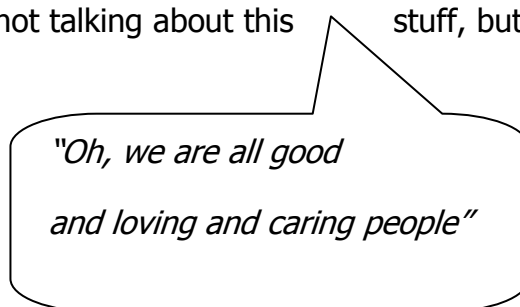 not talking about this stuff, but
“Oh, we are all good
and loving and caring people”